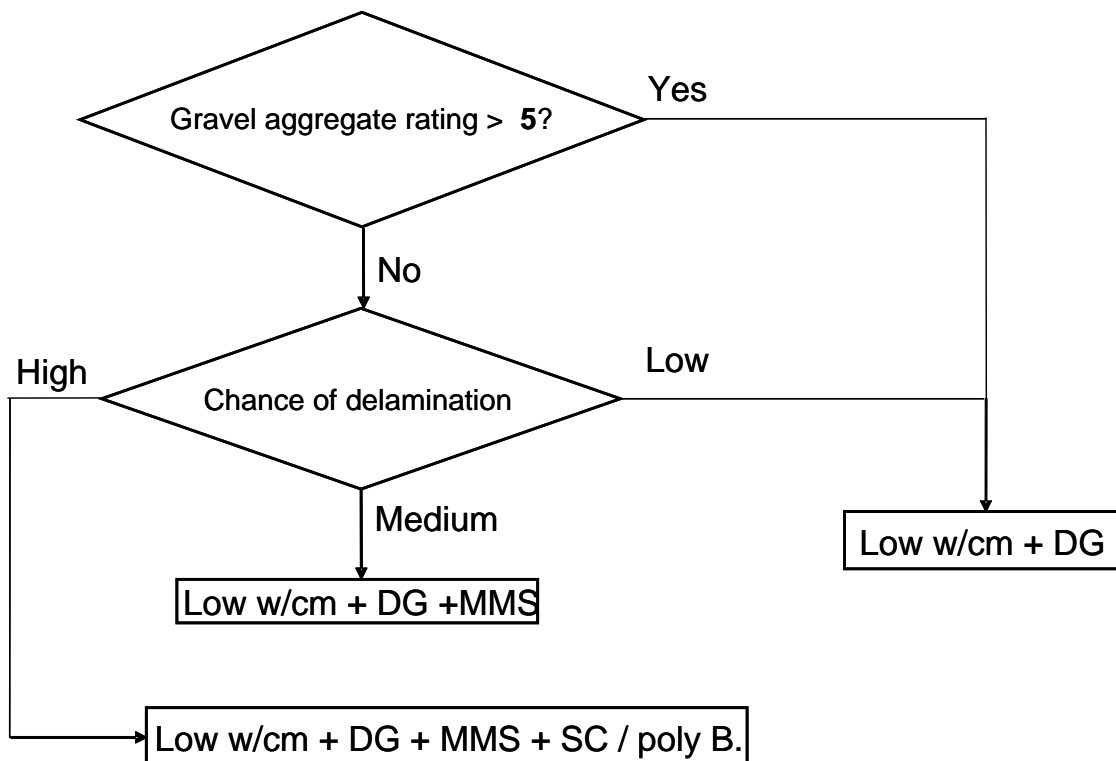 Gravel aggregate rating > 5?
Yes
No
High
Chance of delamination
Low
Medium
Low w/cm + DG
Low w/cm + DG +MMS
Low w/cm + DG + MMS + SC / poly B.